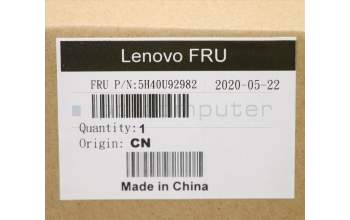 Lenovo FRU
FRU P/N:5H40U92982 2020-05-22
Quantity:1
Origin: CN
Made in China